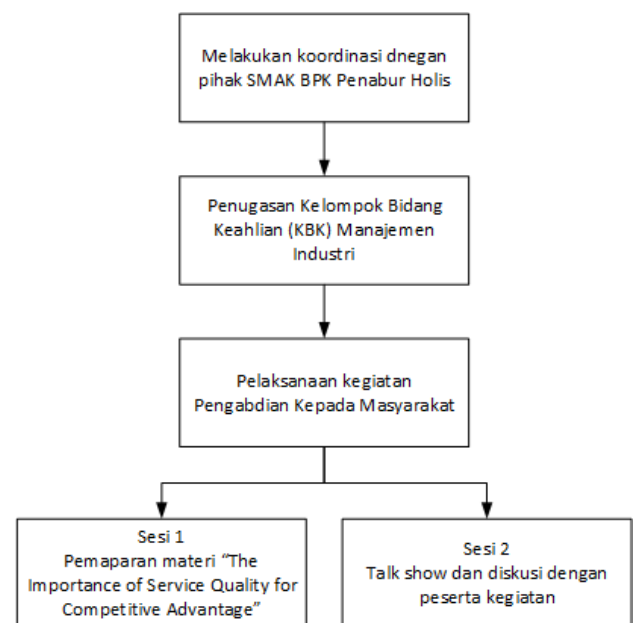 Melakukan koordinasi dnegan
pihak SMAK BPK Penabur Holis
Penugasan Kelompok Bidang
Keahlian (KBK) Manajemen
Industri
Pelaksanaan kegiatan
Pengabdian Kepada Masyarakat
Sesi 1
Pemaparan materi “The
Importance of Service Quality for
Competitive Advantage”
Sesi 2
Talk show dan diskusi dengan
peserta kegiatan